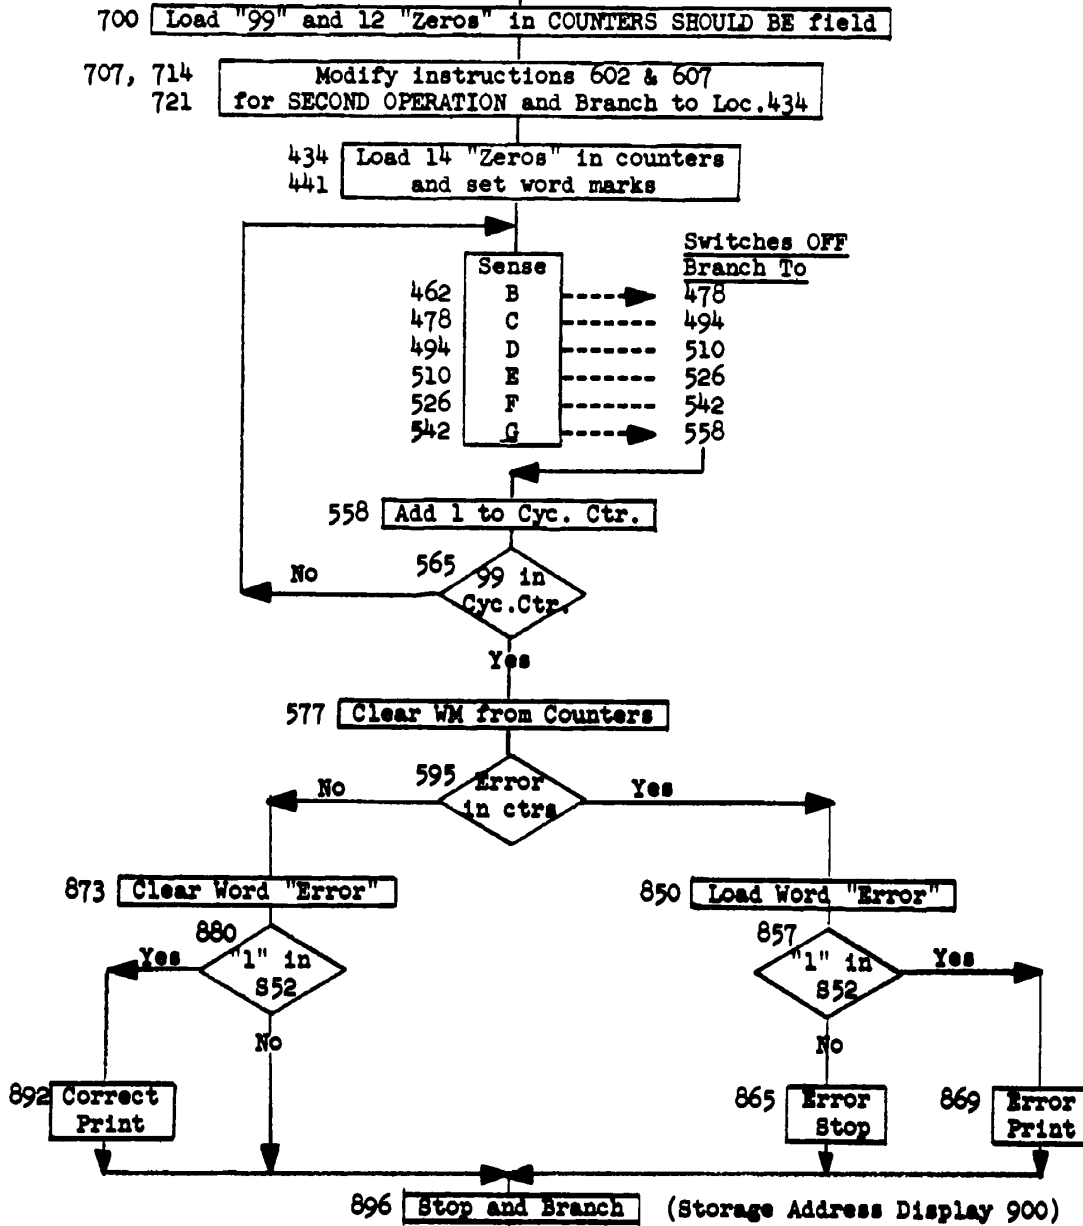 700 Load "99" and 12 "Zeros" in COUNTERS SHOULD BE field
707, 714 Modify instructions 602 & 607
721 for SECOND OPERATION and Branch to Loc.434
434 Load 14 "Zeros" in counters
441 and set word marks
Switches OFF
Sense Branch To
462 B 478
478 C 494
494 D 510
510 E 526
526 F 542
542 G 558
558 Add 1 to Cyc. Ctr.
565 99 in
No
Cyc.Ctr.
Yes
577 Clear WM from Counters
595 Error
No Yes
in ctrs
873 Clear Word "Error" 850 Load Word "Error"
880 857
Yes "1" in "1" in Yes
S52 S52
No No
892 Correct 865 Error 869 Error
Print Stop Print
896 Stop and Branch (Storage Address Display 900)